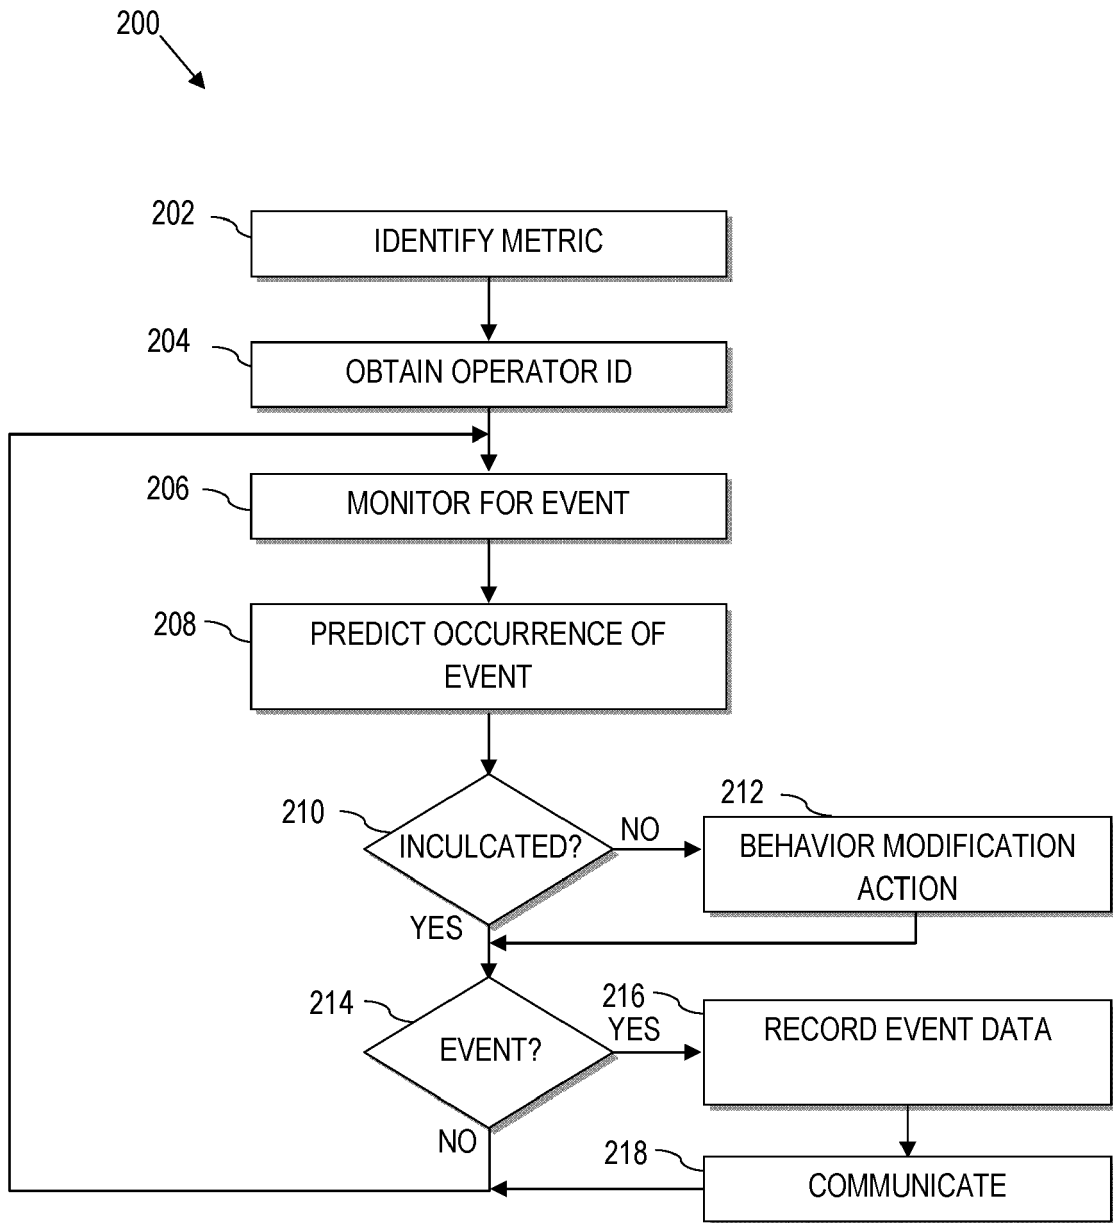 200
202
IDENTIFY METRIC
204
OBTAIN OPERATOR ID
206
MONITOR FOR EVENT
208
PREDICT OCCURRENCE OF
EVENT
210
INCULCATED?
NO
212
BEHAVIOR MODIFICATION
ACTION
YES
214
EVENT?
YES
216
RECORD EVENT DATA
NO
218
COMMUNICATE